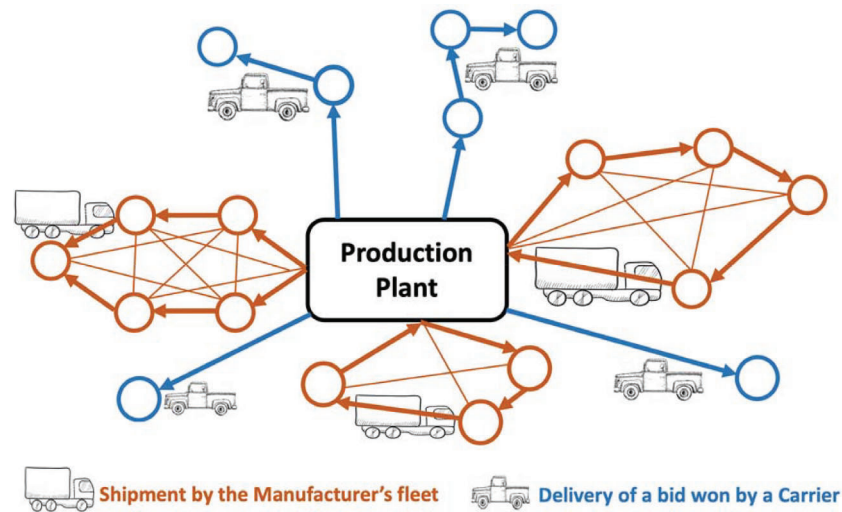 Production
Plant
Shipment by the Manufacturer's fleet
Delivery of a bid won by a Carrier